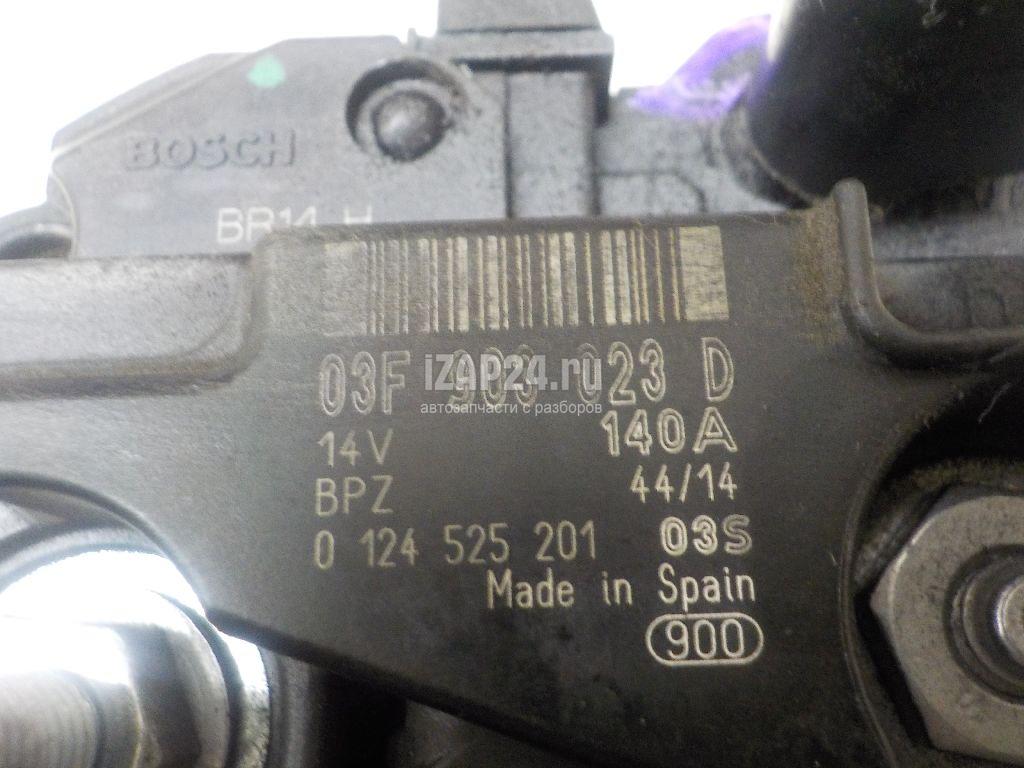 BOSCH
BR14-H
iZAP24.ru
03F 903 023 D
автозапчасти с разборов
14V 140A
BPZ 44/14
0 124 525 201 03S
Made in Spain
900